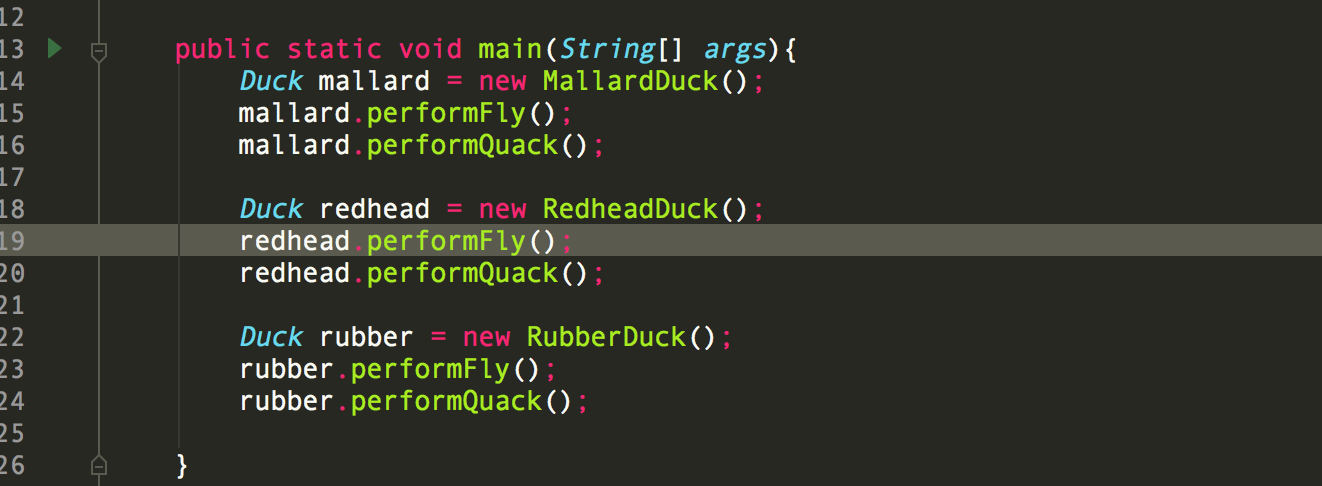 12
13 public static void main(String[] args){
14 Duck mallard = new MallardDuck();
15 mallard.performFly();
16 mallard.performQuack();
17
18 Duck redhead = new RedheadDuck();
19 redhead.performFly();
20 redhead.performQuack();
21
22 Duck rubber = new RubberDuck();
23 rubber.performFly();
24 rubber.performQuack();
25
26 }